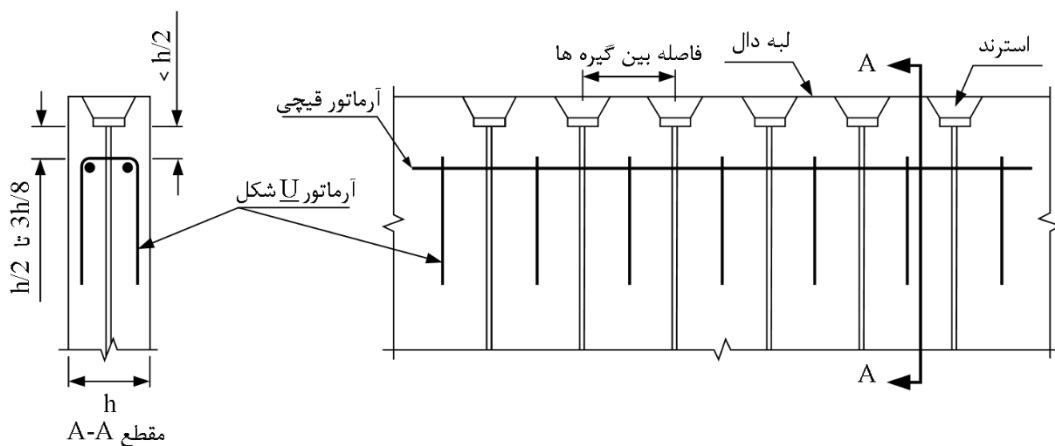 < h/2
h/2 تا 3h/8
h
مقطع A-A
آرماتور قیچی
آرماتور U شکل
فاصله بین گیره ها
لبه دال
استرند
A
A